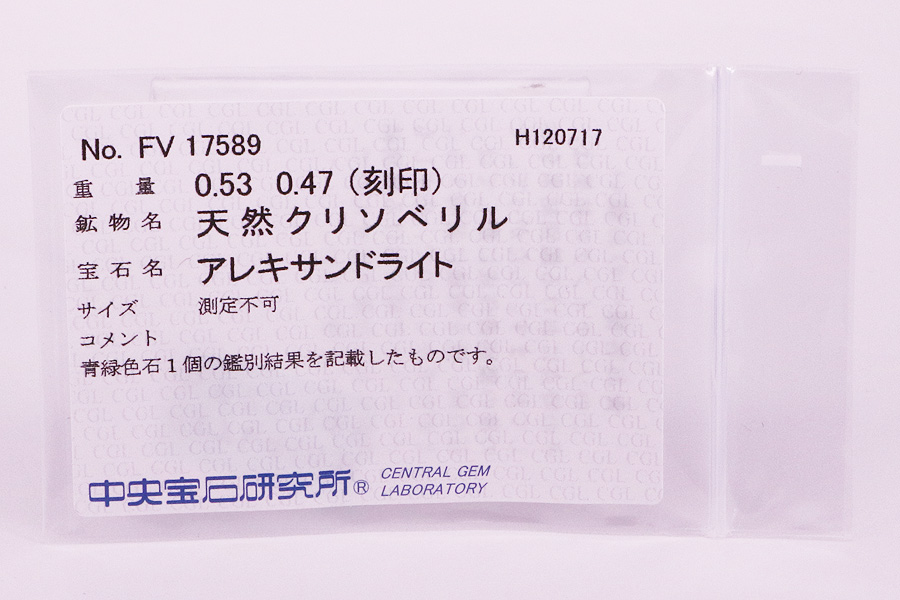 No. FV 17589 H120717
重量 0.53 0.47（刻印）
鉱物名 天然クリソベリル
宝石名 アレキサンドライト
サイズ 測定不可
コメント
青緑色石１個の鑑別結果を記載したものです。
中央宝石研究所® CENTRAL GEM
LABORATORY